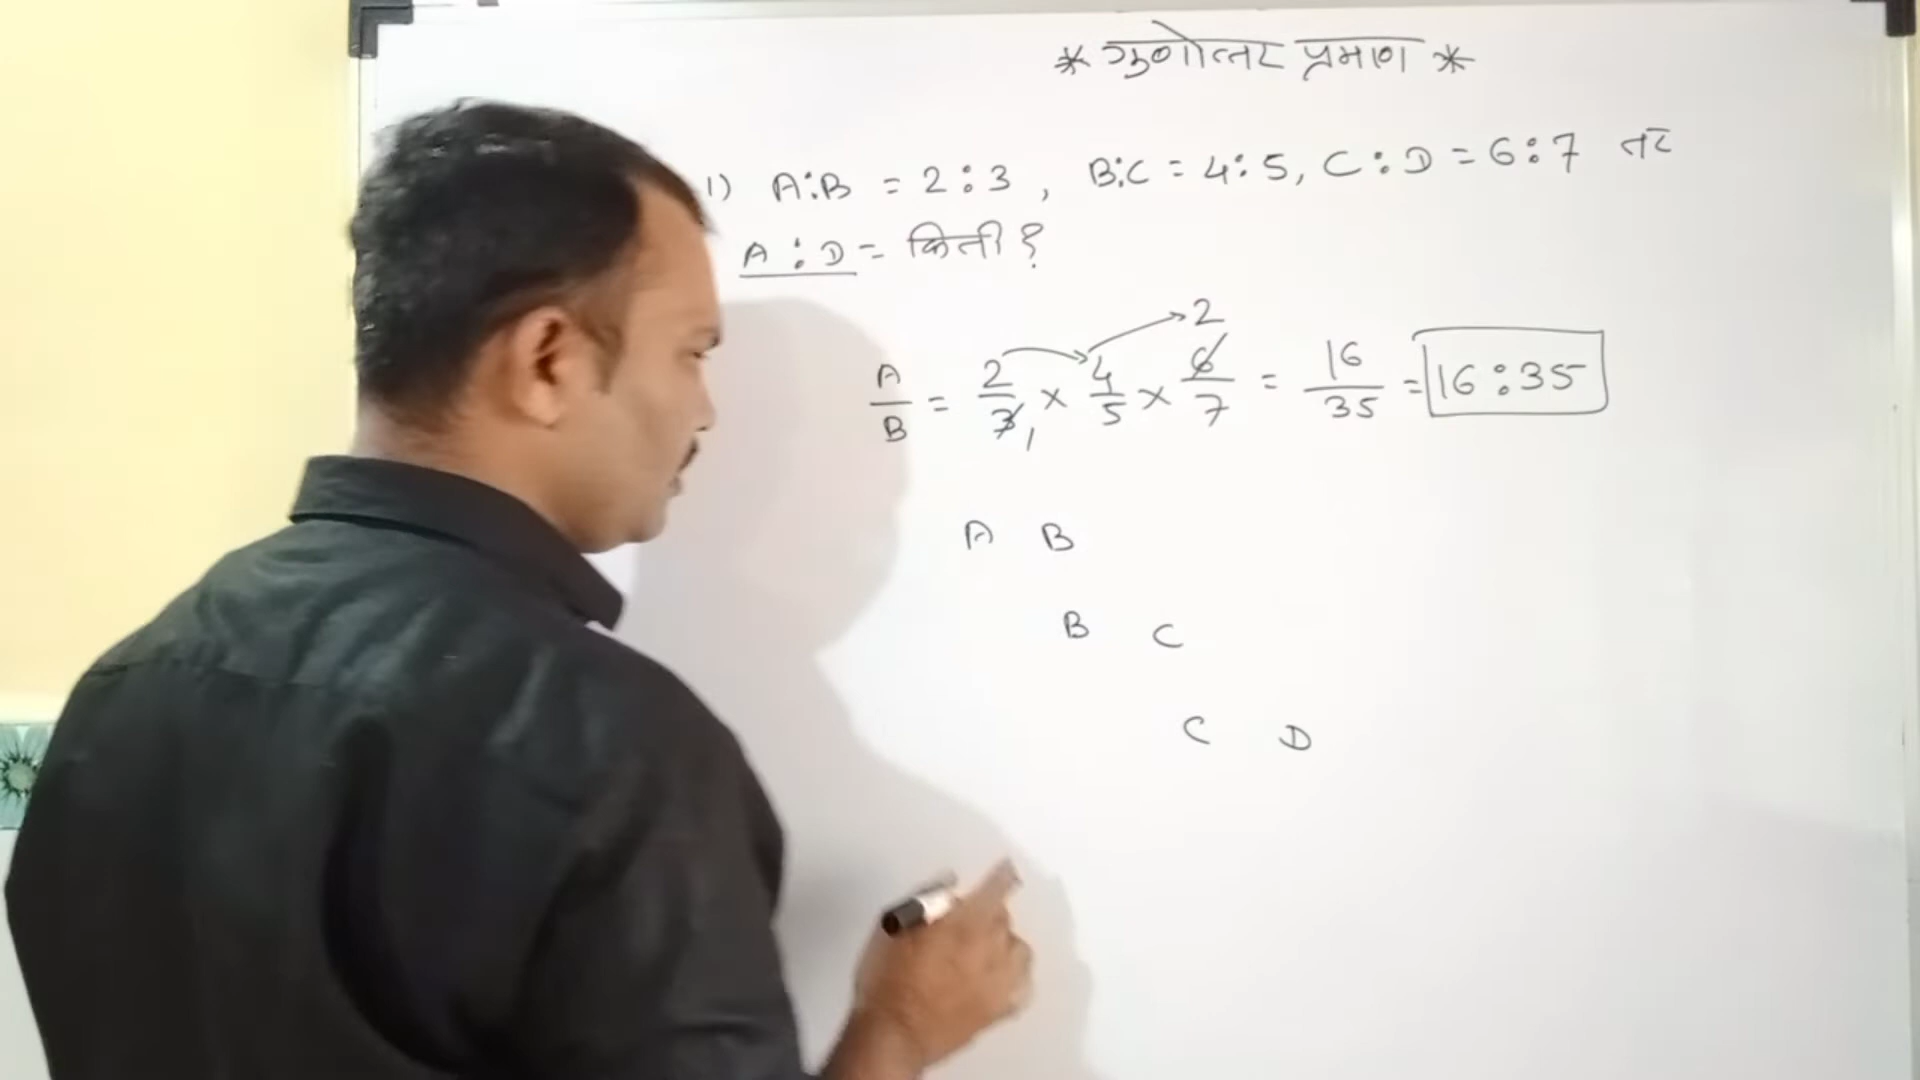 * गुणोत्तर प्रमाण *
1) A:B = 2:3, B:C = 4:5, C:D = 6:7 तर
A:D = किती?
A/B = 2/3 × 4/5 × 6/7 = 16/35 = 16:35
2
1
A B
B C
C D